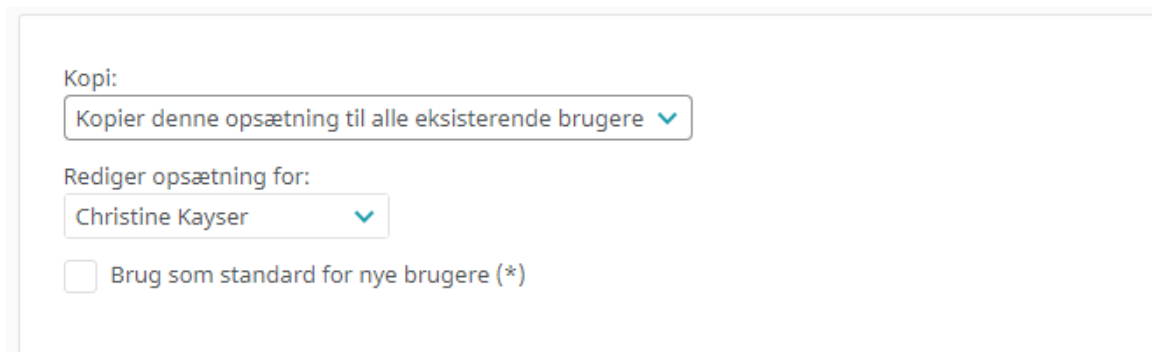 Kopi:
Kopier denne opsætning til alle eksisterende brugere
Rediger opsætning for:
Christine Kayser
Brug som standard for nye brugere (*)